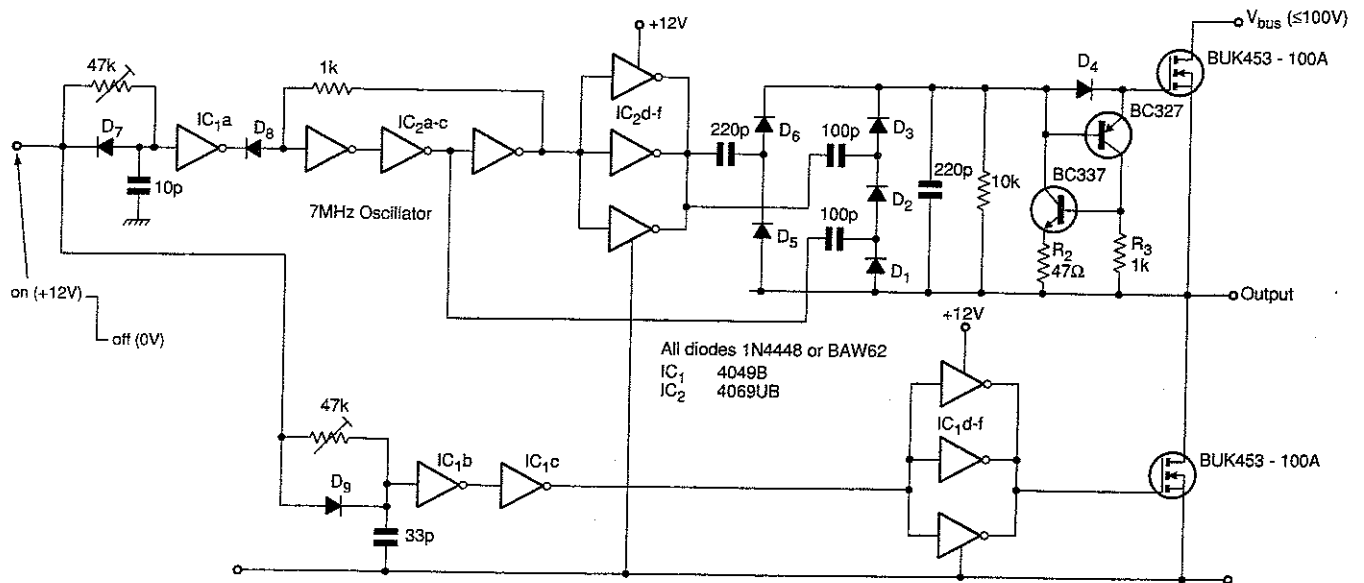 +12V
V_bus (≤100V)
BUK453 - 100A
47k
1k
D7
IC1a
D8
IC2a-c
IC2d-f
220p
D6
100p
D3
D4
BC327
10p
7MHz Oscillator
D5
100p
D2
D1
220p
10k
BC337
R2
47Ω
R3
1k
on (+12V)
off (0V)
Output
All diodes 1N4448 or BAW62
IC1 4049B
IC2 4069UB
+12V
47k
D9
IC1b
IC1c
33p
IC1d-f
BUK453 - 100A